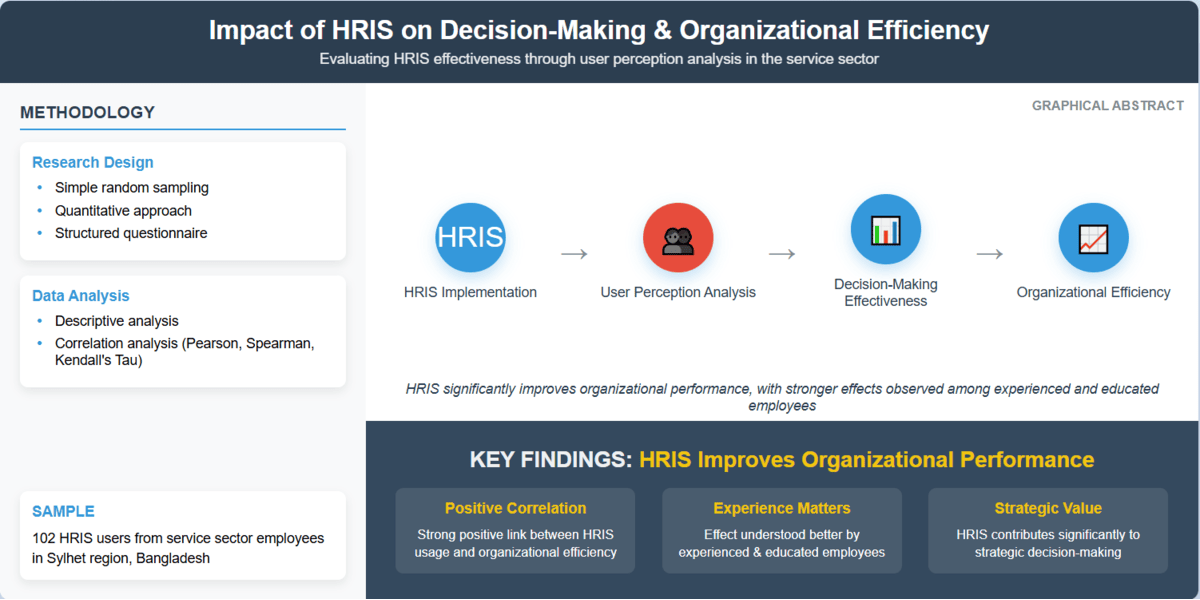 Impact of HRIS on Decision-Making & Organizational Efficiency
Evaluating HRIS effectiveness through user perception analysis in the service sector
METHODOLOGY
Research Design
• Simple random sampling
• Quantitative approach
• Structured questionnaire
Data Analysis
• Descriptive analysis
• Correlation analysis (Pearson, Spearman,
Kendall's Tau)
SAMPLE
102 HRIS users from service sector employees
in Sylhet region, Bangladesh
GRAPHICAL ABSTRACT
HRIS
HRIS Implementation
→
User Perception Analysis
→
Decision-Making
Effectiveness
→
Organizational Efficiency
HRIS significantly improves organizational performance, with stronger effects observed among experienced and educated
employees
KEY FINDINGS: HRIS Improves Organizational Performance
Positive Correlation
Strong positive link between HRIS
usage and organizational efficiency
Experience Matters
Effect understood better by
experienced & educated employees
Strategic Value
HRIS contributes significantly to
strategic decision-making